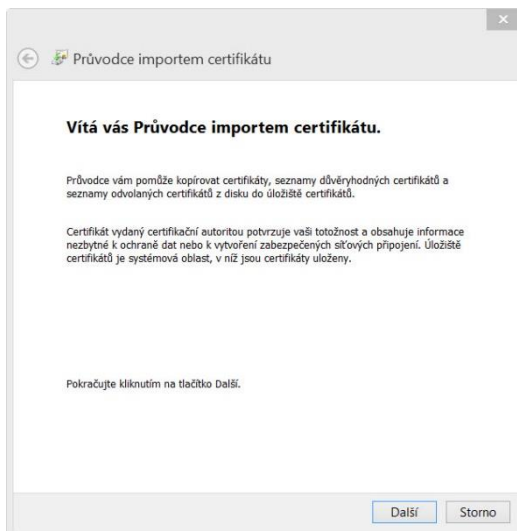 Průvodce importem certifikátu
Vítá vás Průvodce importem certifikátu.
Průvodce vám pomůže kopírovat certifikáty, seznamy důvěryhodných certifikátů a
seznamy odvolaných certifikátů z disku do úložiště certifikátů.
Certifikát vydaný certifikační autoritou potvrzuje vaši totožnost a obsahuje informace
nezbytné k ochraně dat nebo k vytvoření zabezpečených síťových připojení. Úložiště
certifikátů je systémová oblast, v níž jsou certifikáty uloženy.
Pokračujte kliknutím na tlačítko Další.
Další Storno